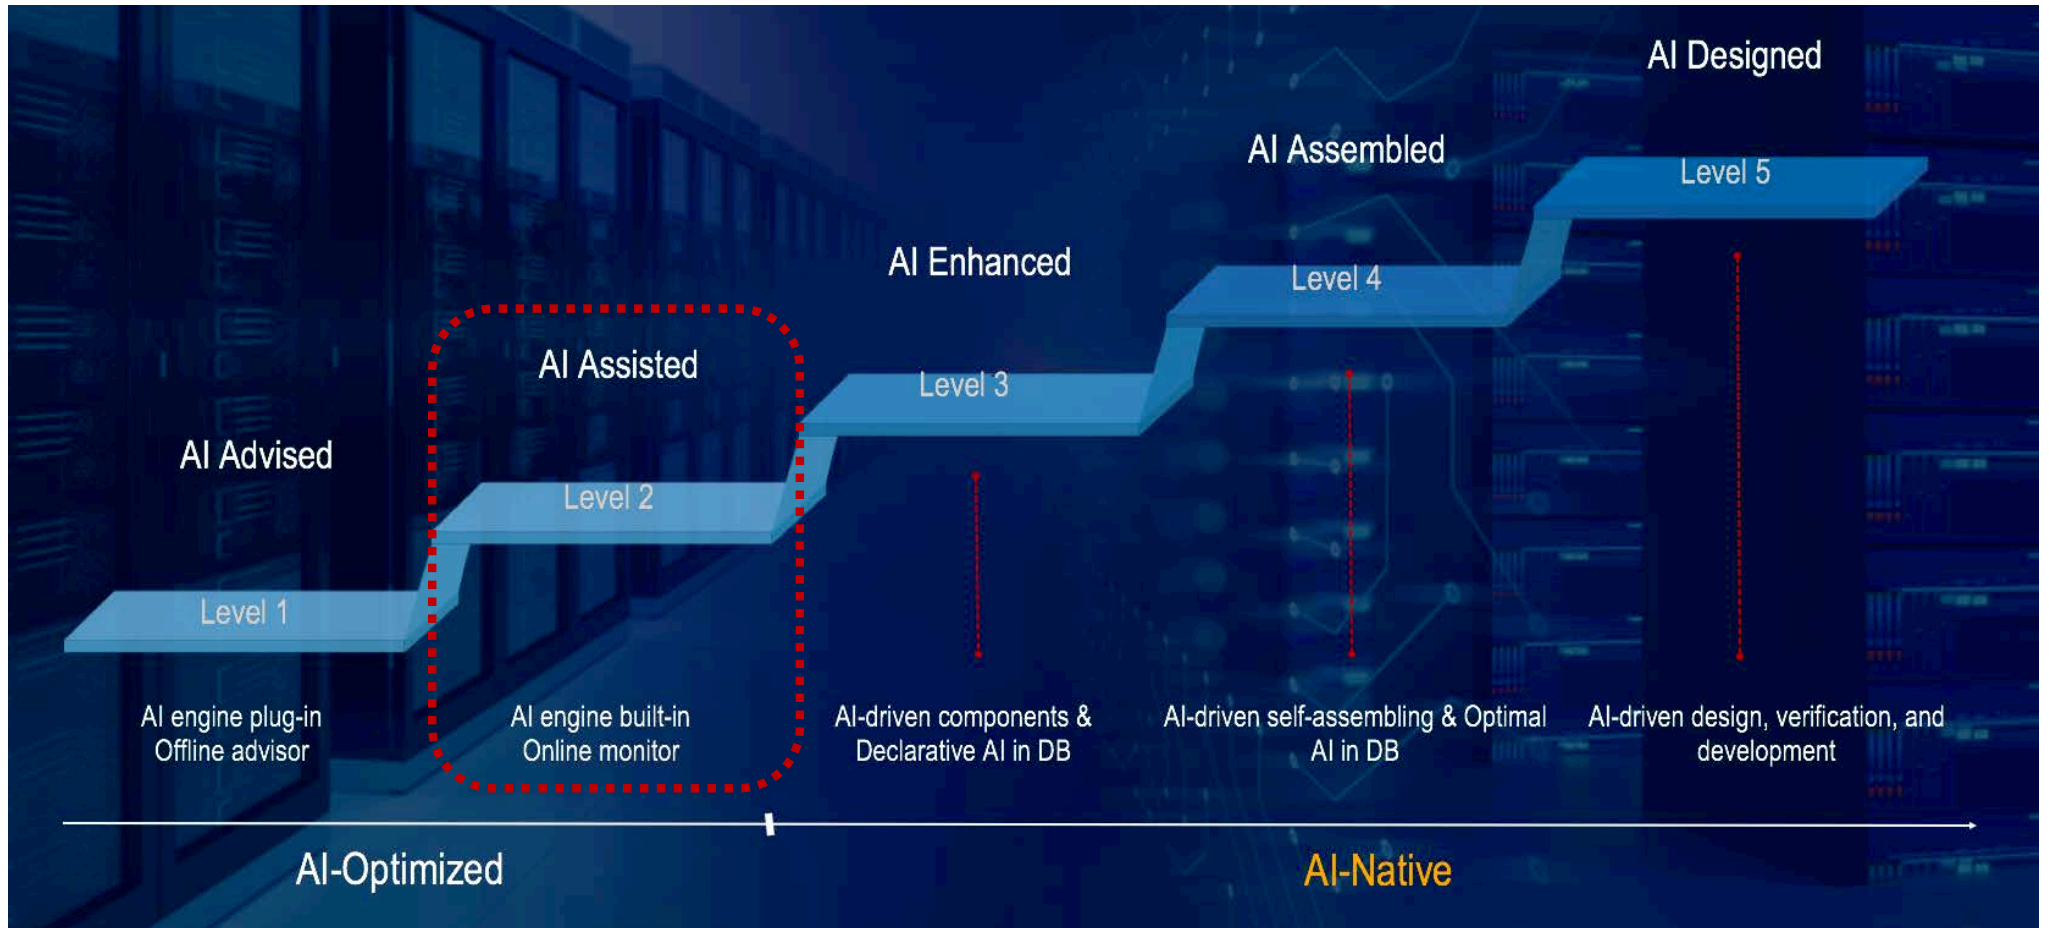 AI Designed
Level 5
AI Assembled
Level 4
AI Enhanced
Level 3
AI Assisted
Level 2
AI Advised
Level 1
AI engine plug-in
Offline advisor
AI engine built-in
Online monitor
AI-driven components &
Declarative AI in DB
AI-driven self-assembling & Optimal
AI in DB
AI-driven design, verification, and
development
AI-Optimized
AI-Native